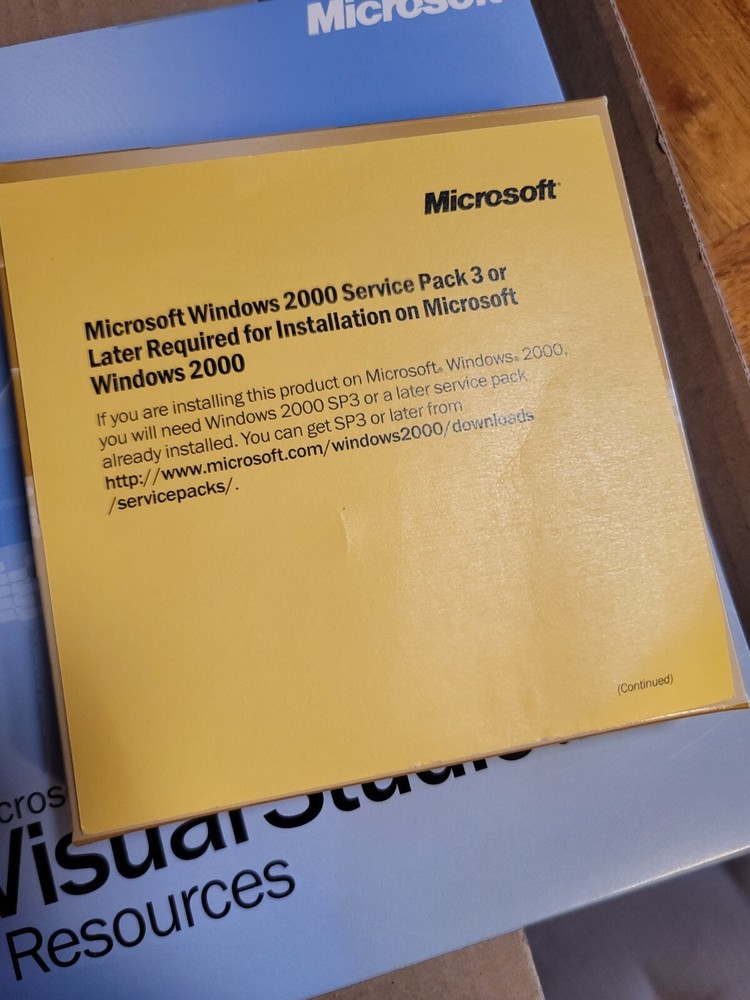 Microsoft
Microsoft
Microsoft Windows 2000 Service Pack 3 or
Later Required for Installation on Microsoft
Windows 2000
If you are installing this product on Microsoft® Windows® 2000,
you will need Windows 2000 SP3 or a later service pack
already installed. You can get SP3 or later from
http://www.microsoft.com/windows2000/downloads
/servicepacks/.
(Continued)
cros
Visual Studio
Resources